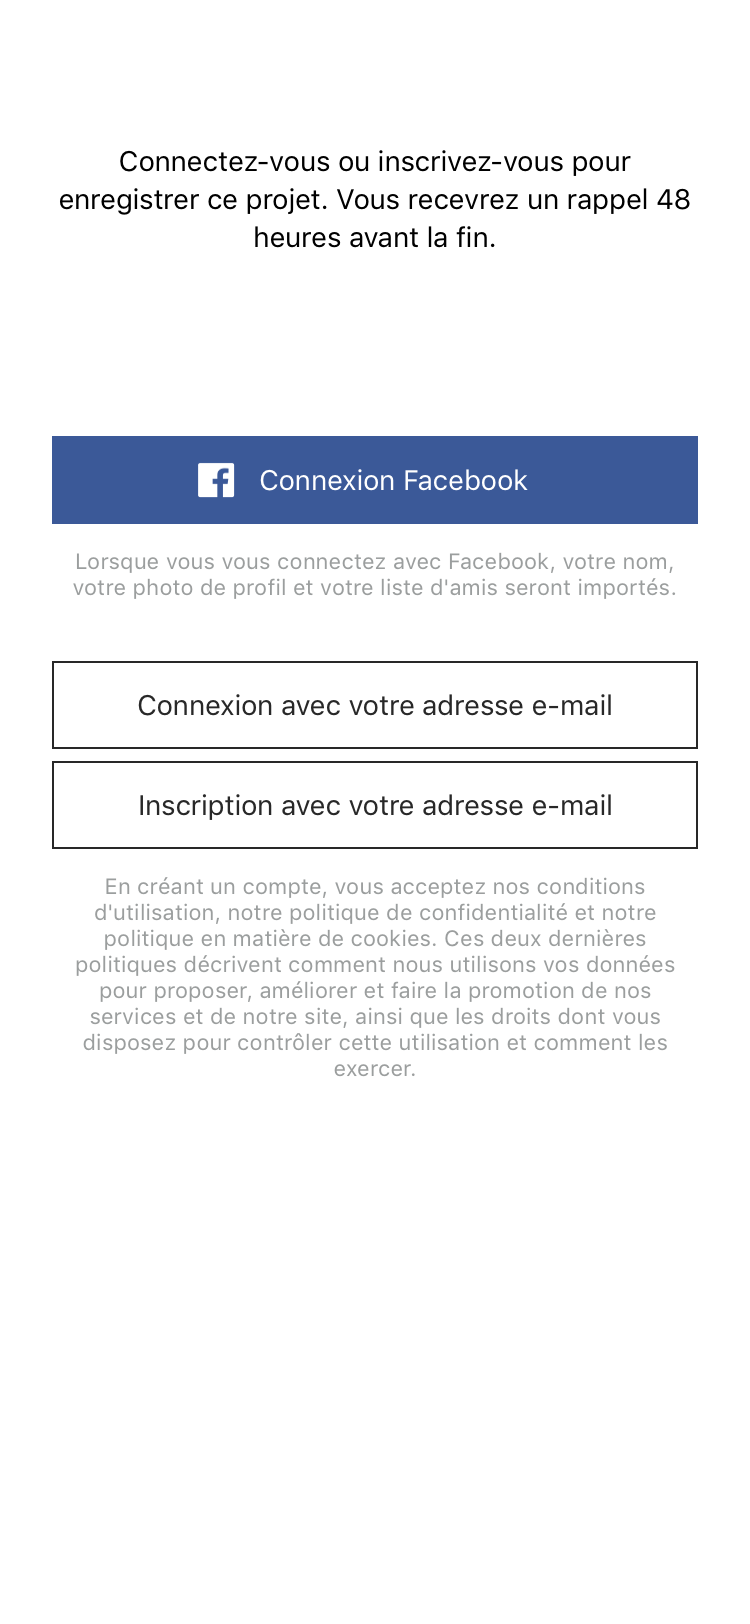 Connectez-vous ou inscrivez-vous pour
enregistrer ce projet. Vous recevrez un rappel 48
heures avant la fin.
Connexion Facebook
Lorsque vous vous connectez avec Facebook, votre nom,
votre photo de profil et votre liste d'amis seront importés.
Connexion avec votre adresse e-mail
Inscription avec votre adresse e-mail
En créant un compte, vous acceptez nos conditions
d'utilisation, notre politique de confidentialité et notre
politique en matière de cookies. Ces deux dernières
politiques décrivent comment nous utilisons vos données
pour proposer, améliorer et faire la promotion de nos
services et de notre site, ainsi que les droits dont vous
disposez pour contrôler cette utilisation et comment les
exercer.